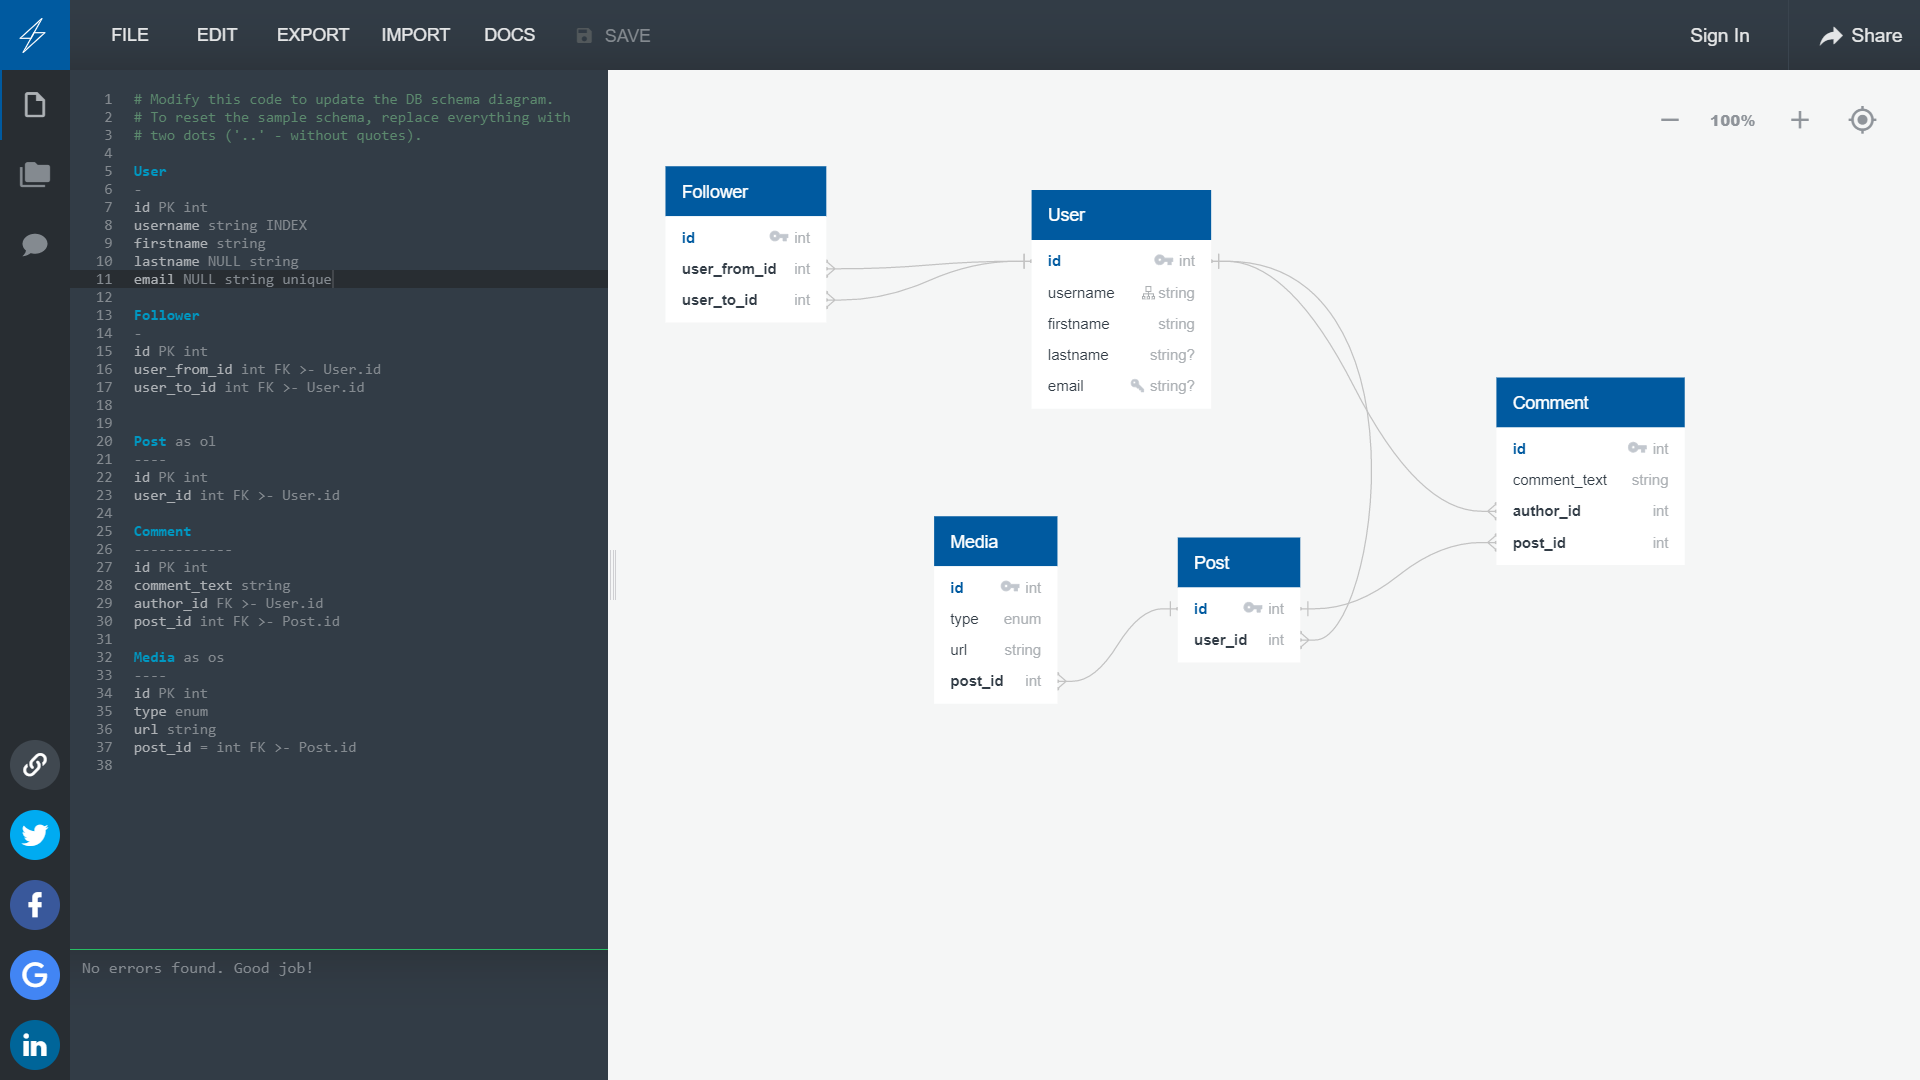 FILE EDIT EXPORT IMPORT DOCS SAVE Sign In Share
1 # Modify this code to update the DB schema diagram.
2 # To reset the sample schema, replace everything with
3 # two dots ('..' - without quotes).
4
5 User
6 -
7 id PK int
8 username string INDEX
9 firstname string
10 lastname NULL string
11 email NULL string unique
12
13 Follower
14 -
15 id PK int
16 user_from_id int FK >- User.id
17 user_to_id int FK >- User.id
18
19
20 Post as ol
21 ----
22 id PK int
23 user_id int FK >- User.id
24
25 Comment
26 ------------
27 id PK int
28 comment_text string
29 author_id FK >- User.id
30 post_id int FK >- Post.id
31
32 Media as os
33 ----
34 id PK int
35 type enum
36 url string
37 post_id = int FK >- Post.id
38
No errors found. Good job!
100%
Follower
id int
user_from_id int
user_to_id int
User
id int
username string
firstname string
lastname string?
email string?
Comment
id int
comment_text string
author_id int
post_id int
Media
id int
type enum
url string
post_id int
Post
id int
user_id int